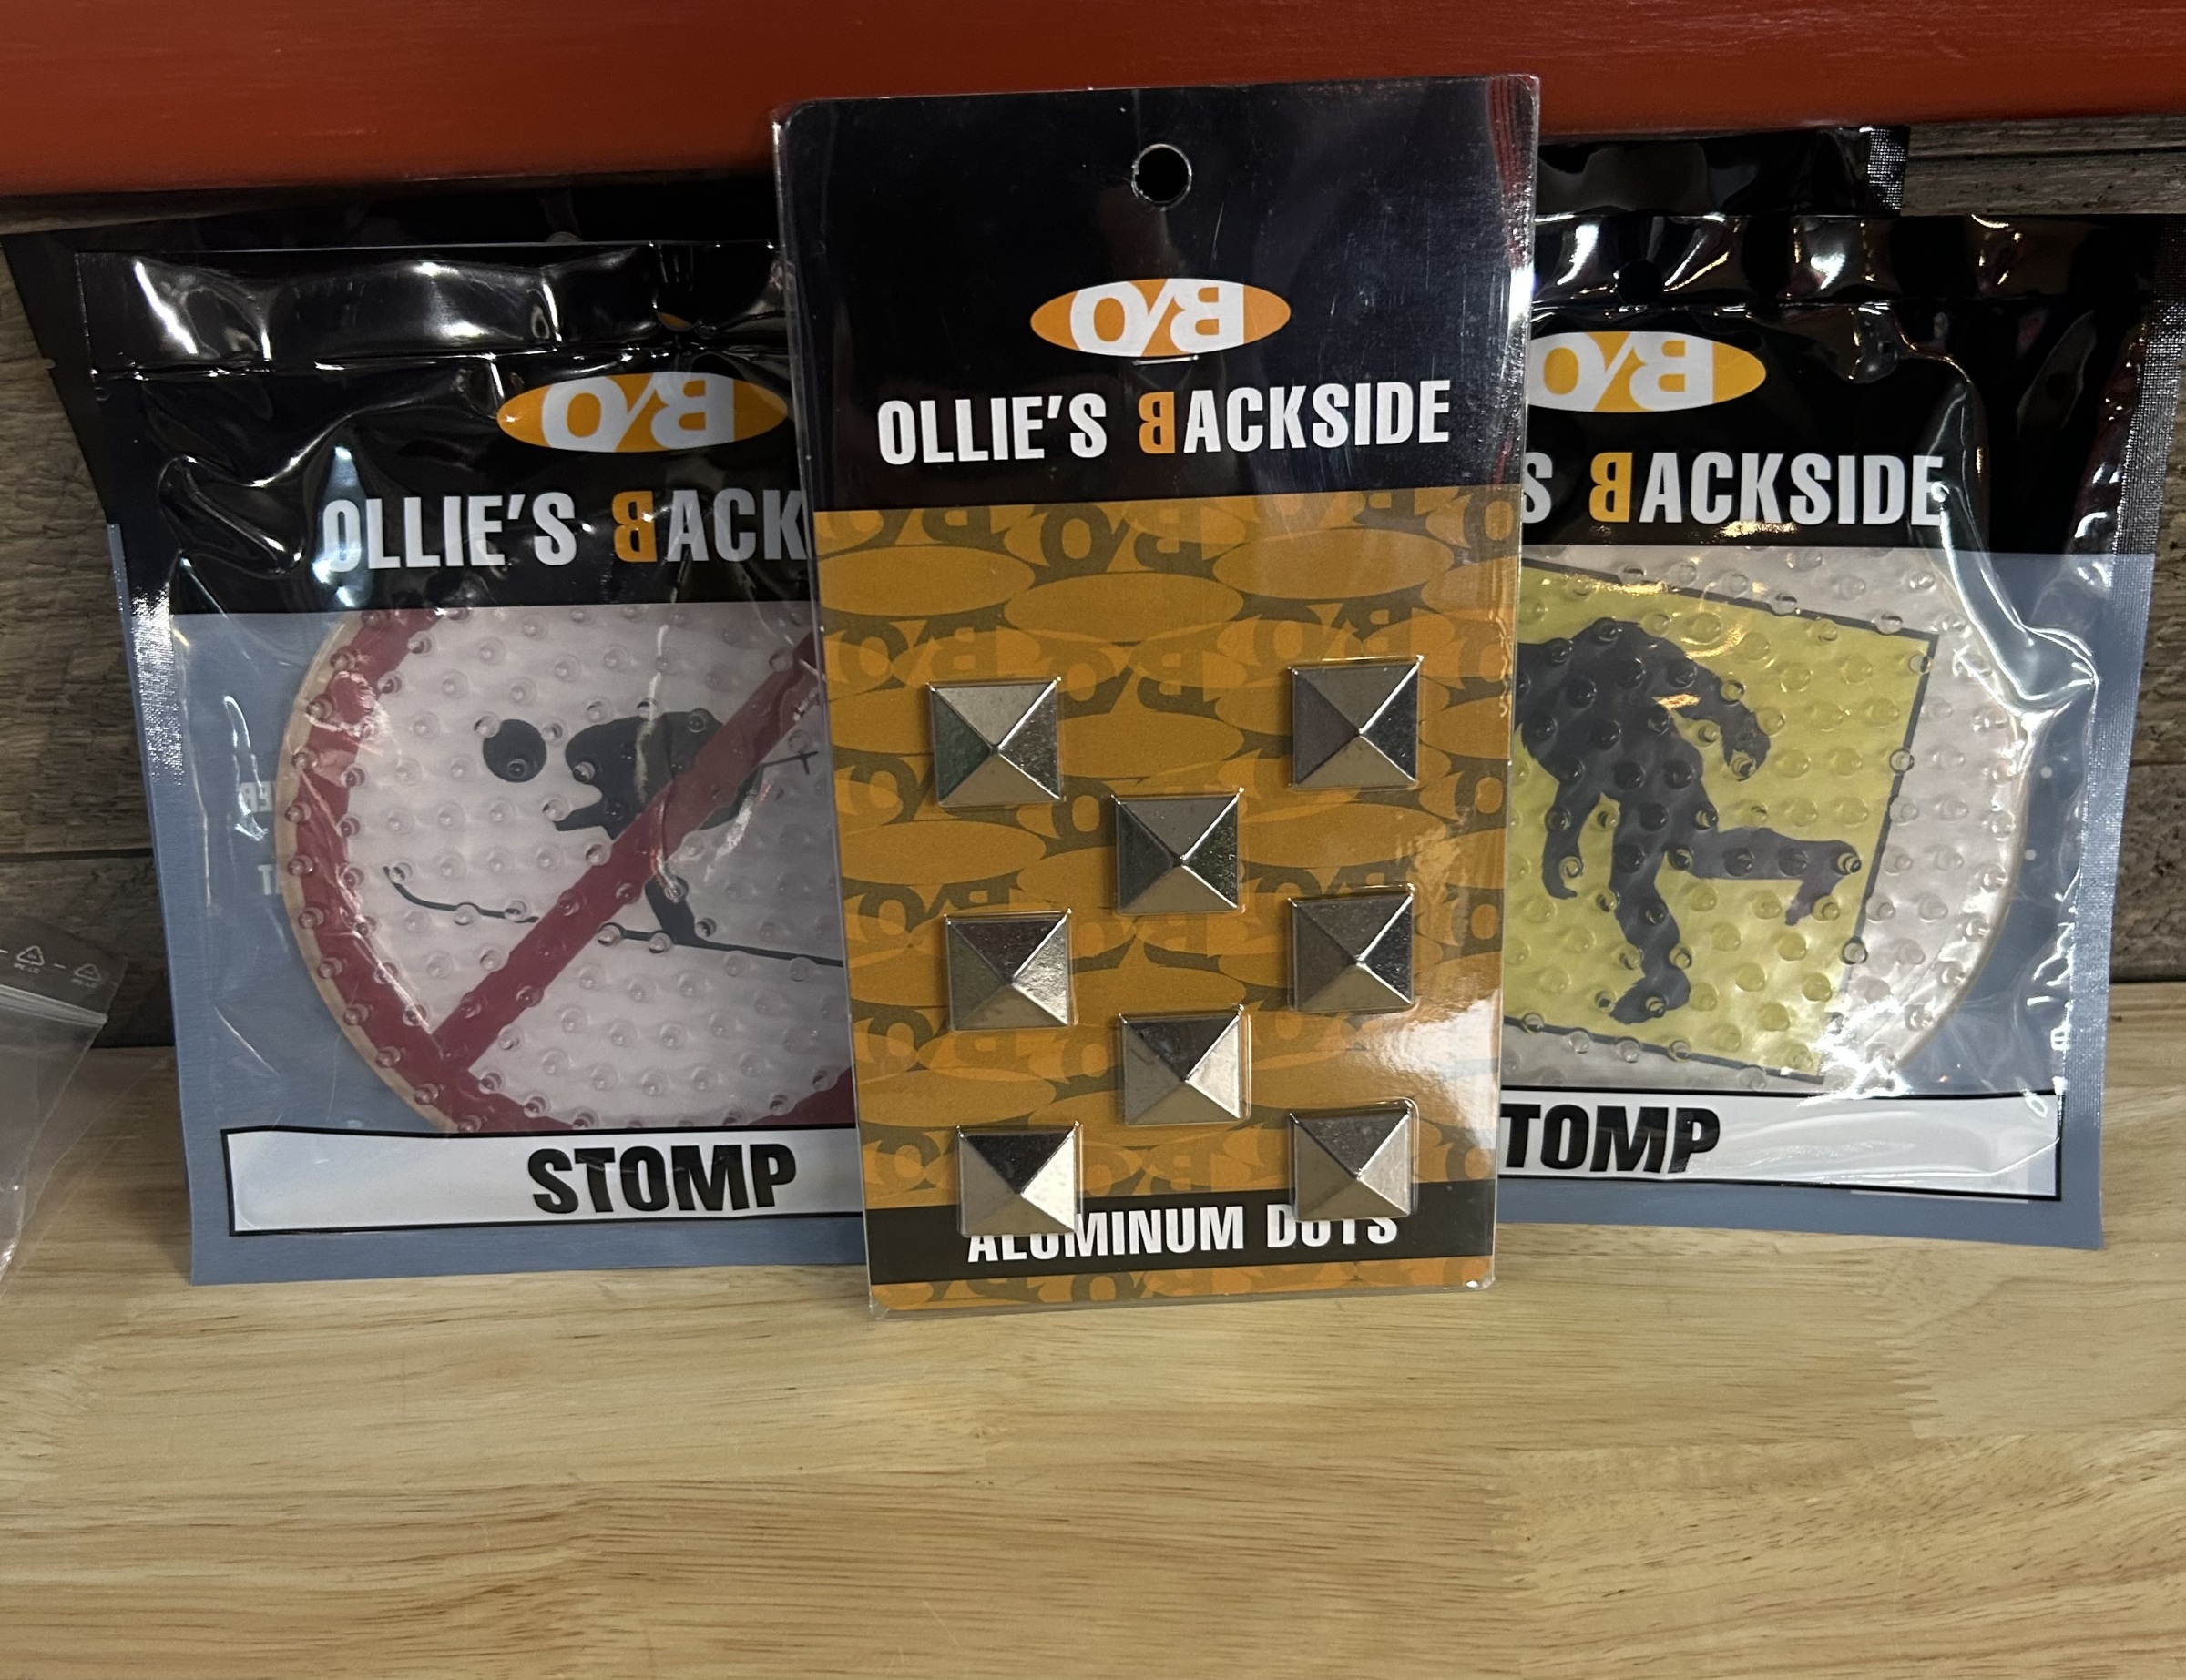 B/O
OLLIE'S BACK
STOMP
B/O
OLLIE'S BACKSIDE
ALUMINUM DOTS
B/O
S BACKSIDE
TOMP